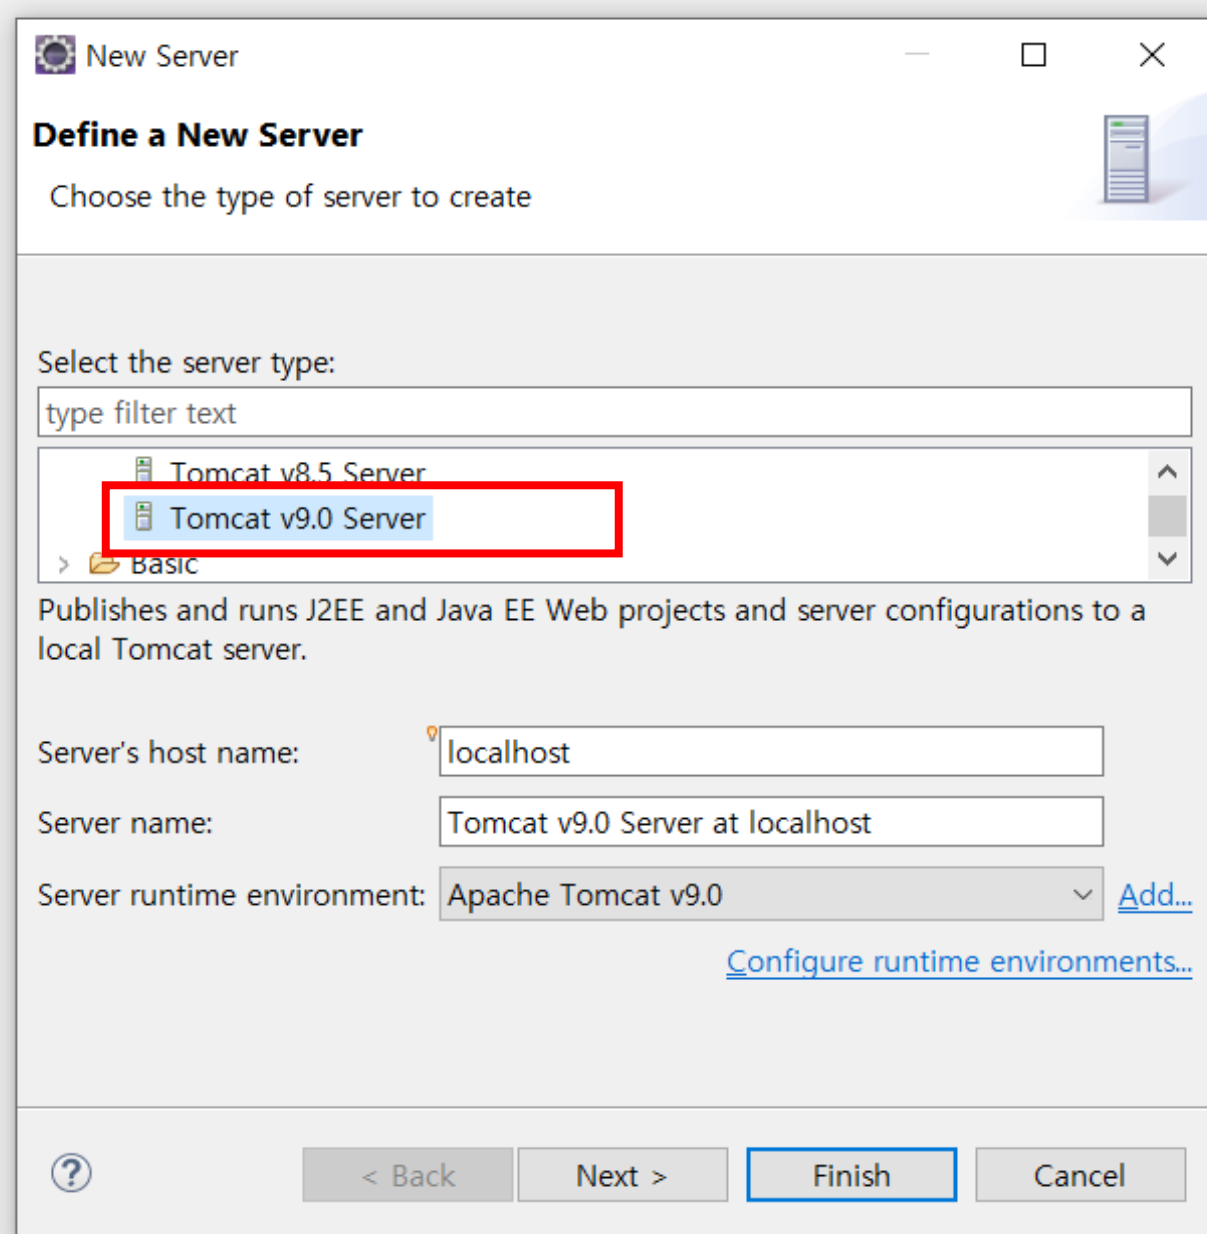 New Server
Define a New Server
Choose the type of server to create
Select the server type:
type filter text
Tomcat v8.5 Server
Tomcat v9.0 Server
Basic
Publishes and runs J2EE and Java EE Web projects and server configurations to a
local Tomcat server.
Server's host name: localhost
Server name: Tomcat v9.0 Server at localhost
Server runtime environment: Apache Tomcat v9.0 Add...
Configure runtime environments...
? < Back Next > Finish Cancel